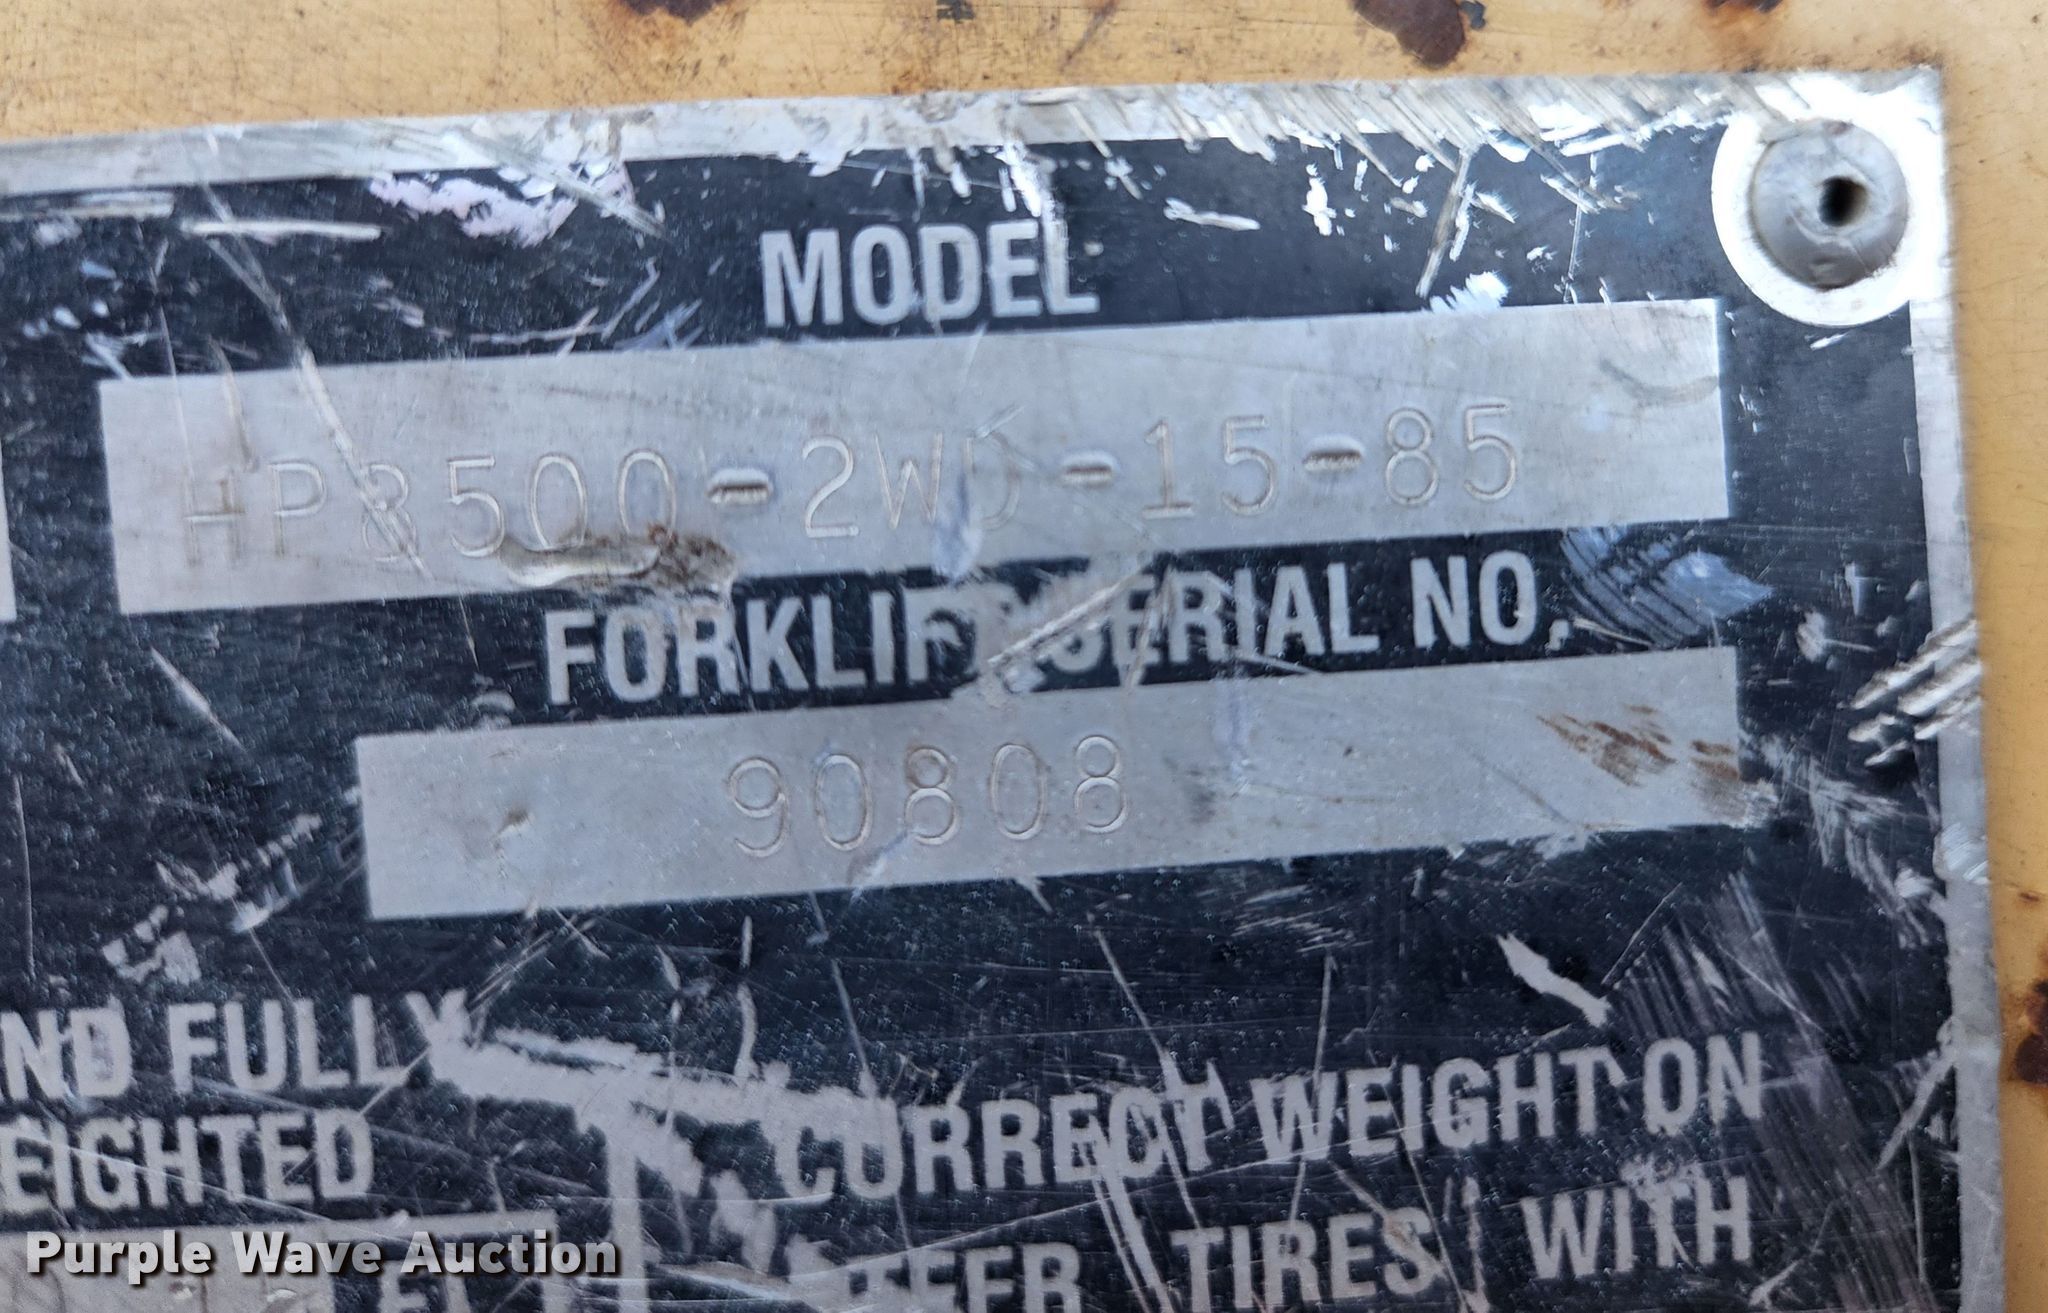 MODEL
HP8500-2WD-15-85
FORKLIFT SERIAL NO.
90808
ND FULLY
EIGHTED
CORRECT WEIGHT ON
TIRES WITH
Purple Wave Auction